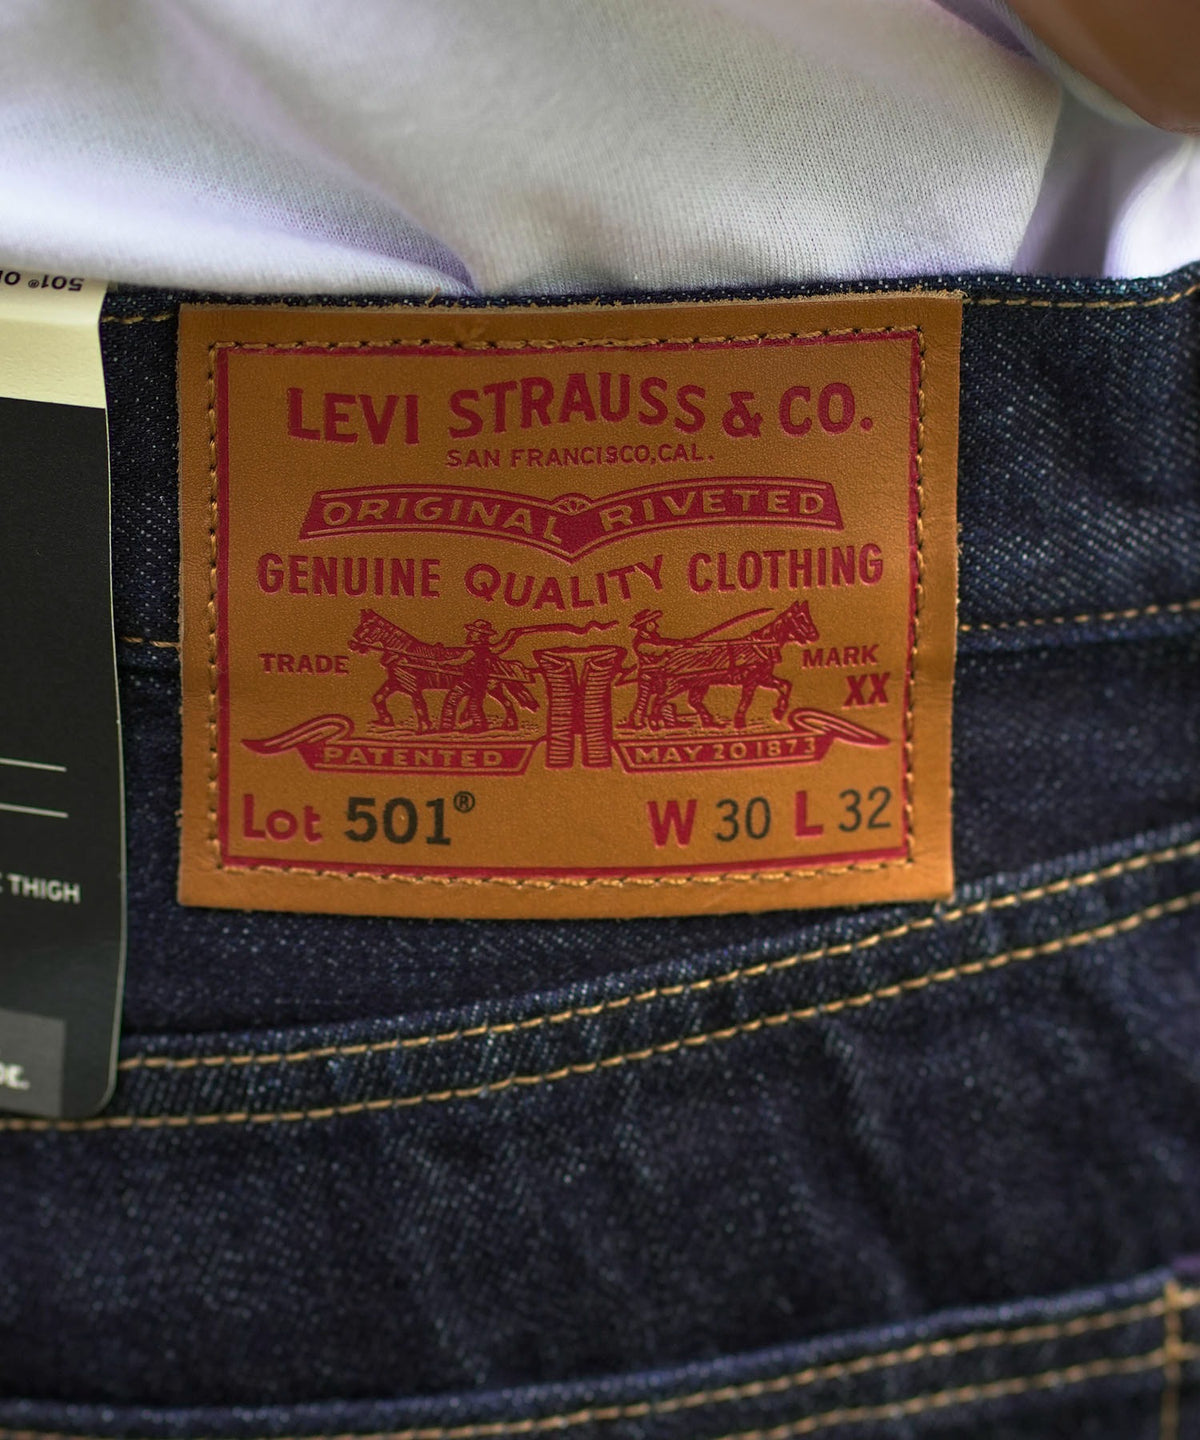 501® O
LEVI STRAUSS & CO.
SAN FRANCISCO,CAL.
ORIGINAL RIVETED
GENUINE QUALITY CLOTHING
TRADE MARK
XX
PATENTED MAY 20 1873
Lot 501® W 30 L 32
THIGH